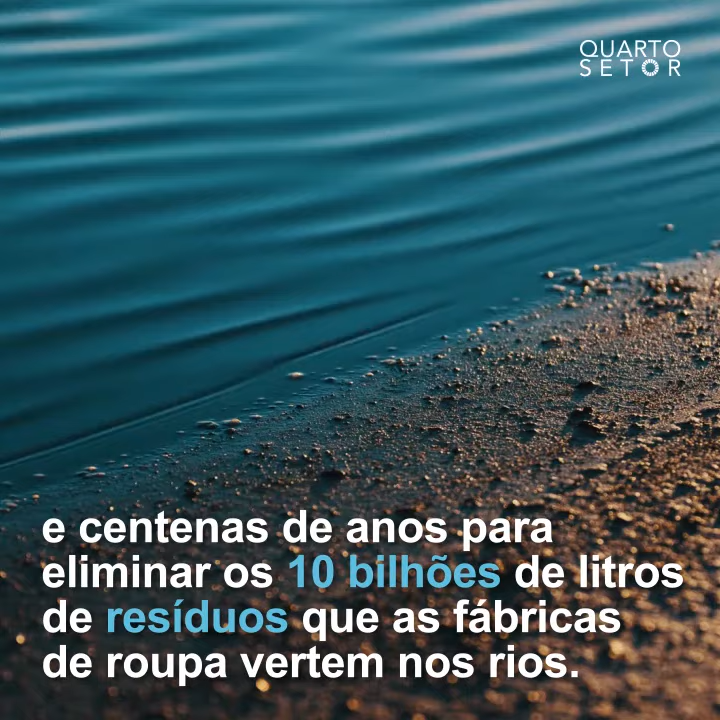 QUARTO
SETOR
e centenas de anos para
eliminar os 10 bilhões de litros
de resíduos que as fábricas
de roupa vertem nos rios.